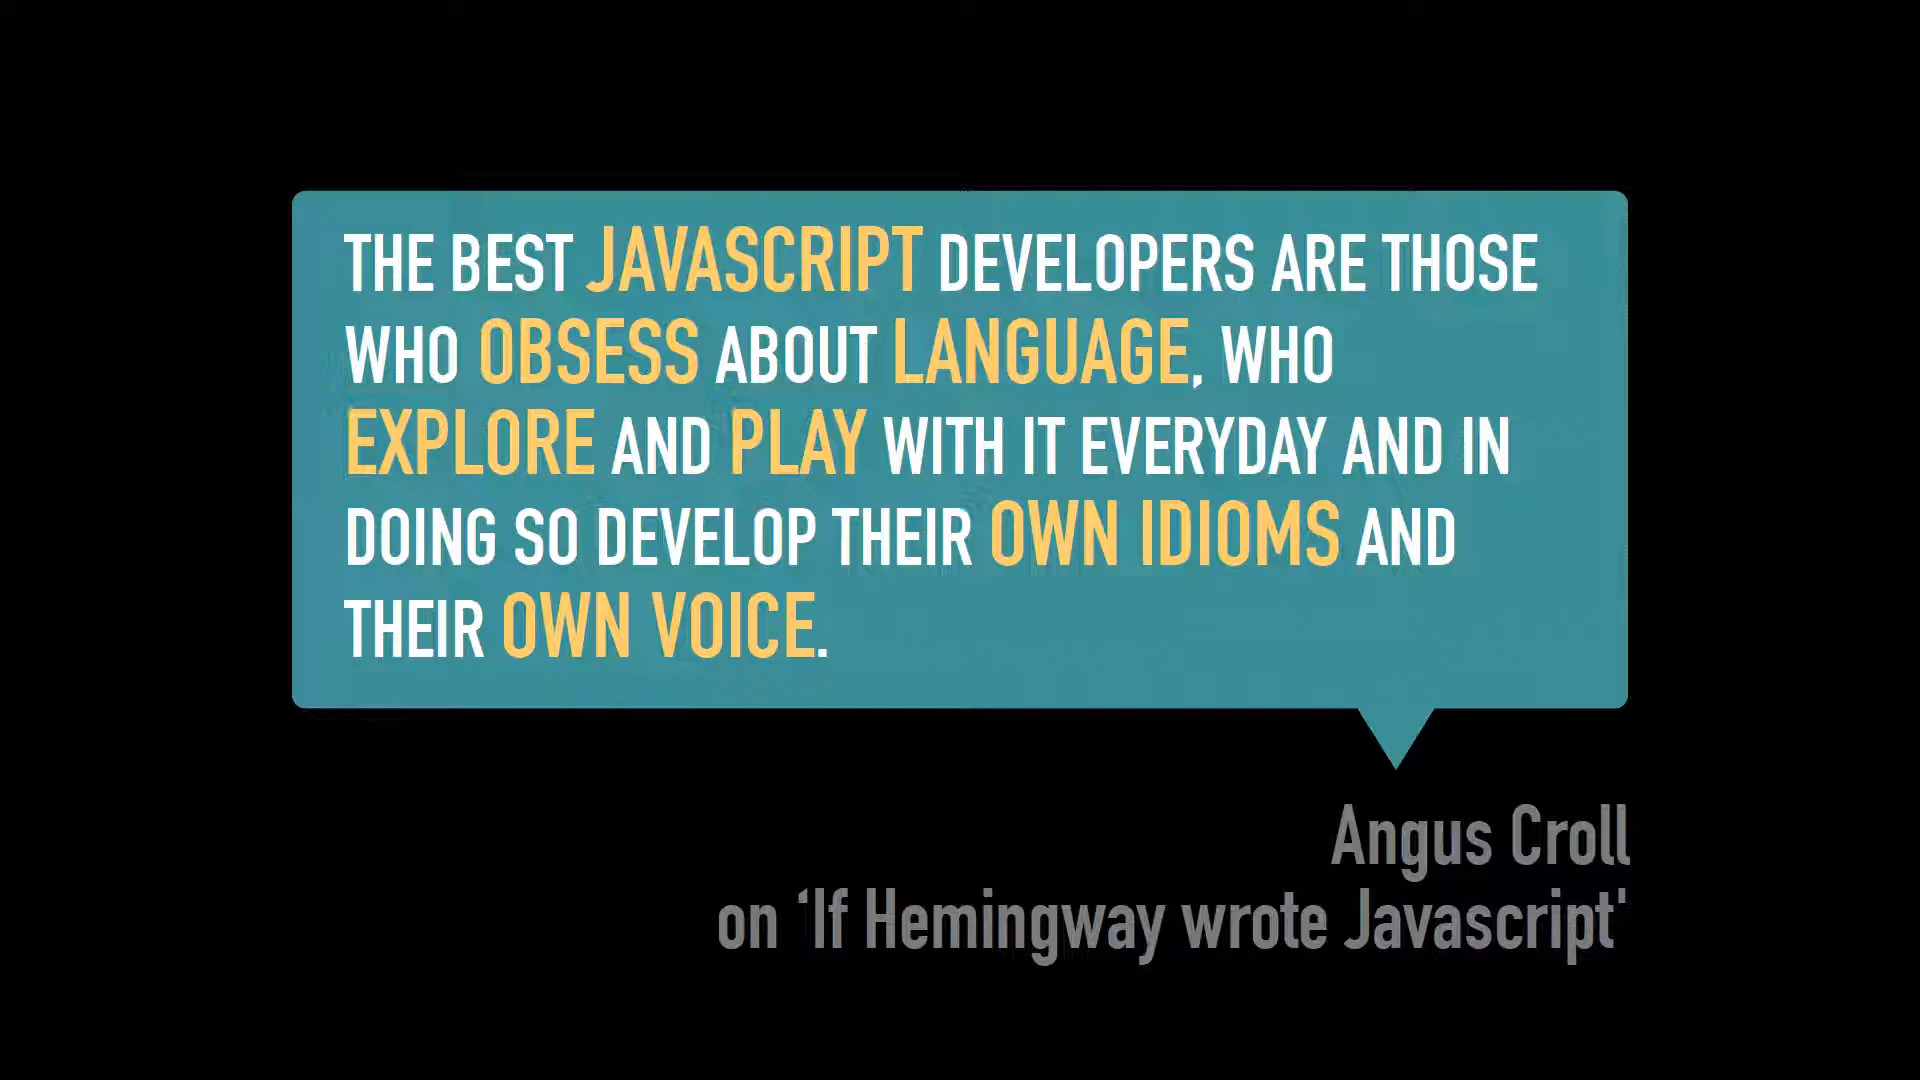 THE BEST JAVASCRIPT DEVELOPERS ARE THOSE
WHO OBSESS ABOUT LANGUAGE, WHO
EXPLORE AND PLAY WITH IT EVERYDAY AND IN
DOING SO DEVELOP THEIR OWN IDIOMS AND
THEIR OWN VOICE.
Angus Croll
on ‘If Hemingway wrote Javascript'